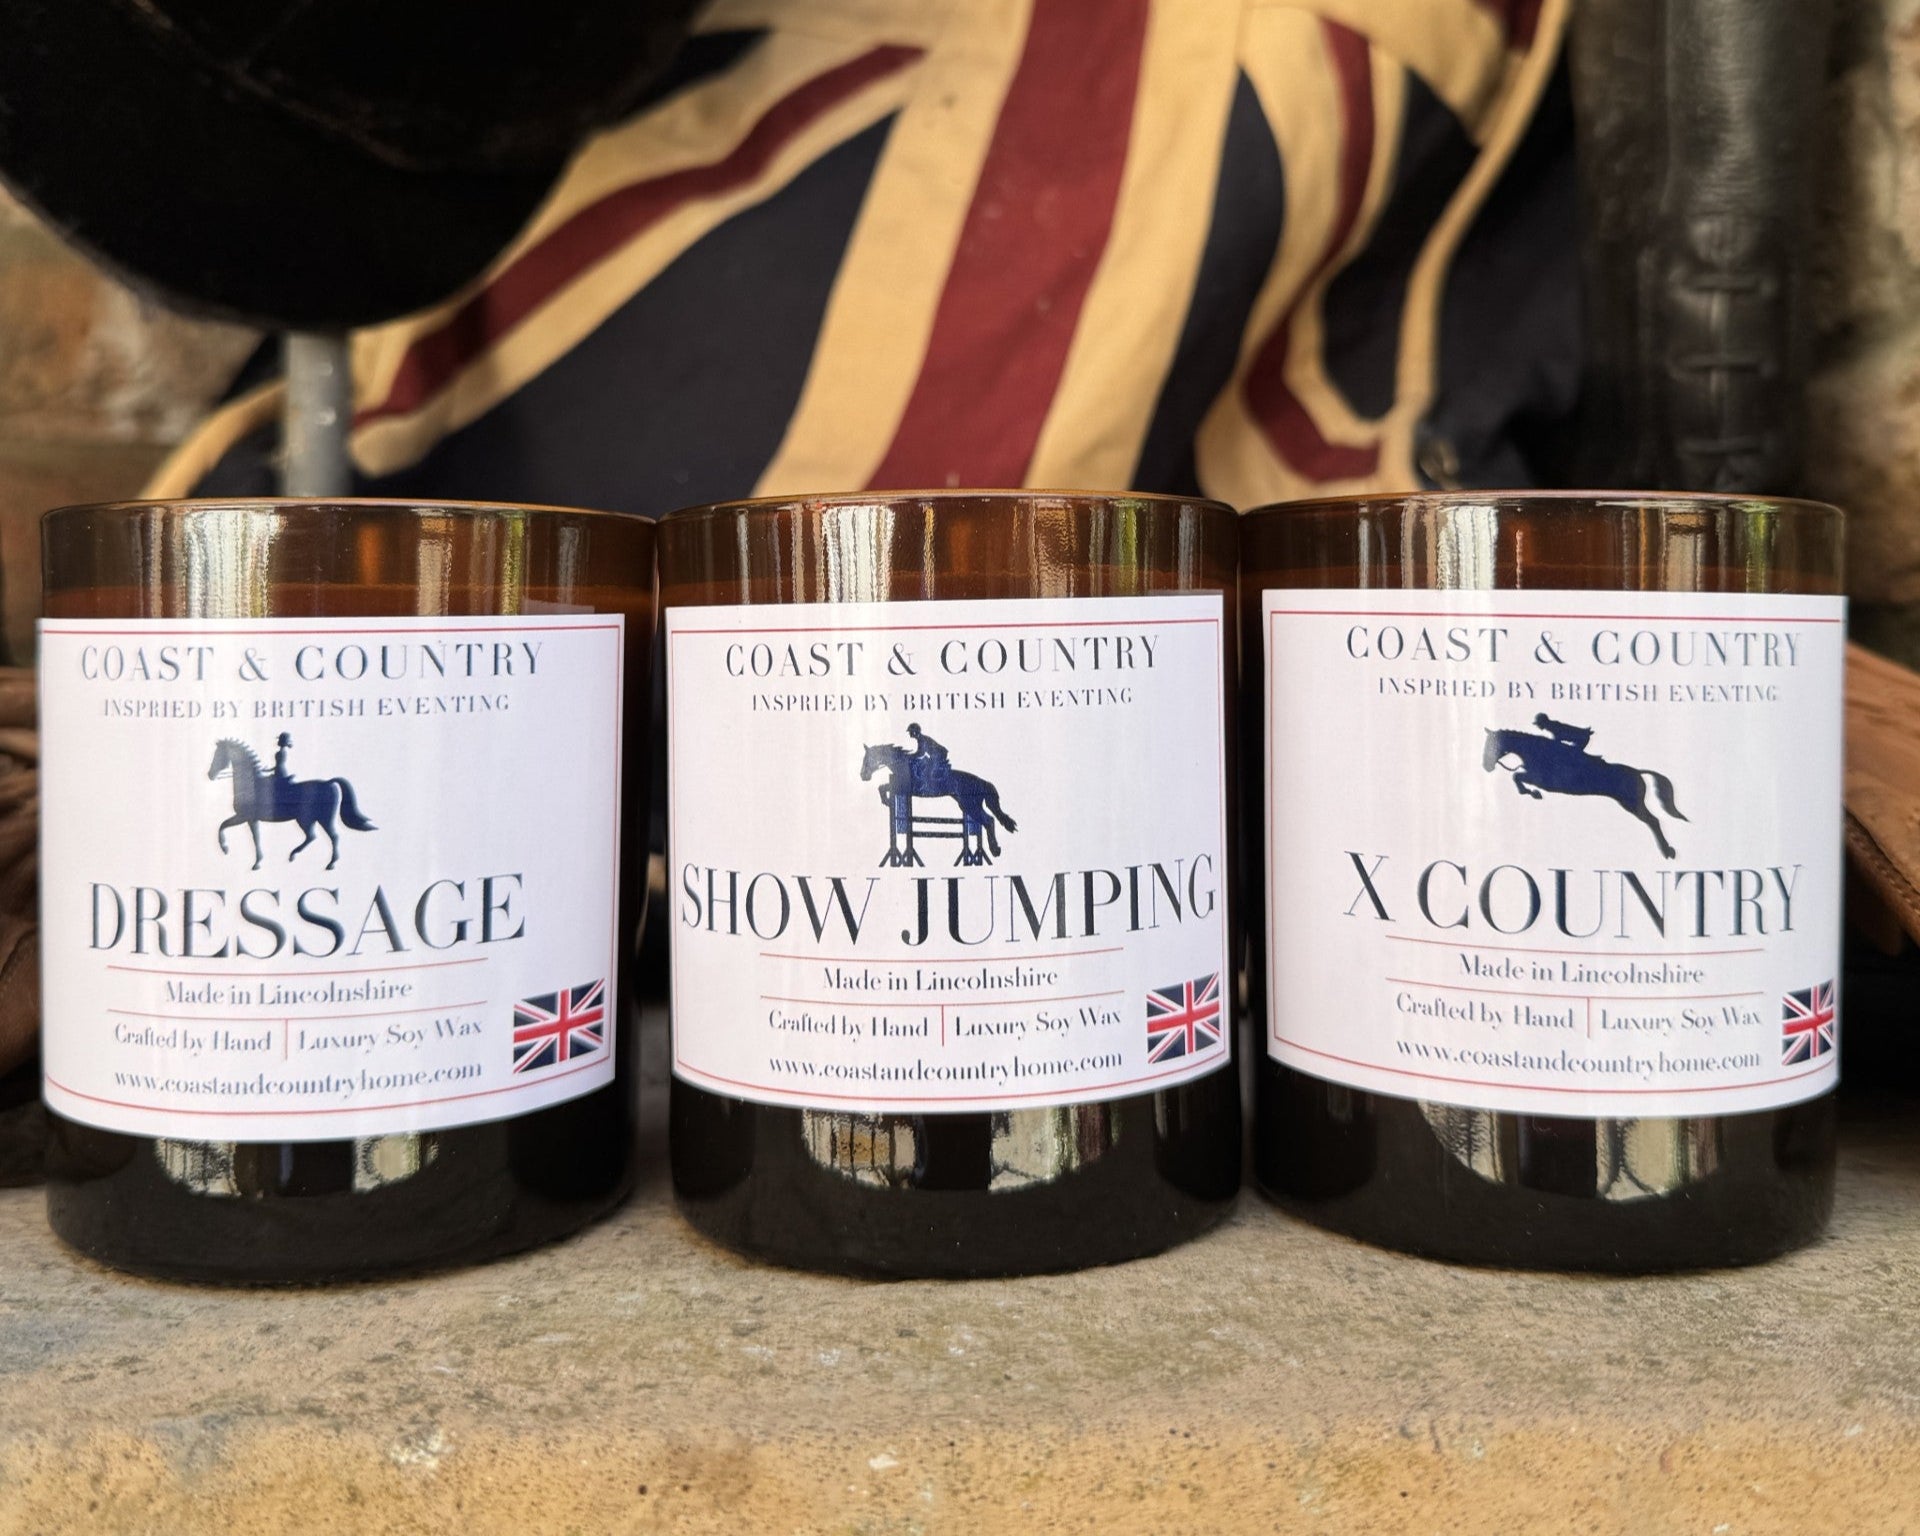 COAST & COUNTRY
INSPRIED BY BRITISH EVENTING
DRESSAGE
Made in Lincolnshire
Crafted by Hand | Luxury Soy Wax
www.coastandcountryhome.com
COAST & COUNTRY
INSPRIED BY BRITISH EVENTING
SHOW JUMPING
Made in Lincolnshire
Crafted by Hand | Luxury Soy Wax
www.coastandcountryhome.com
COAST & COUNTRY
INSPRIED BY BRITISH EVENTING
X COUNTRY
Made in Lincolnshire
Crafted by Hand | Luxury Soy Wax
www.coastandcountryhome.com